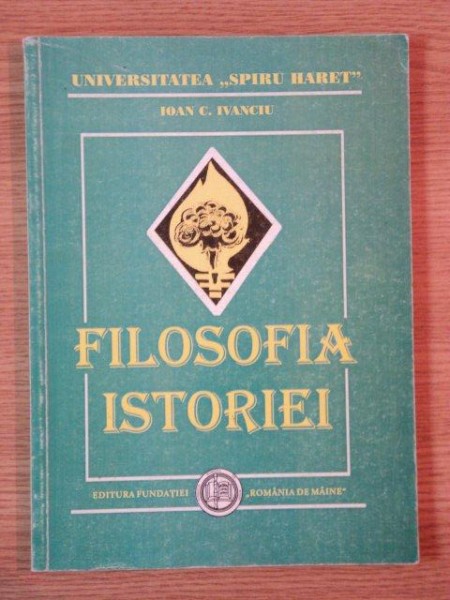 UNIVERSITATEA „SPIRU HARET”
IOAN C. IVANCIU
FILOSOFIA
ISTORIEI
EDITURA FUNDAȚIEI „ROMÂNIA DE MÂINE”